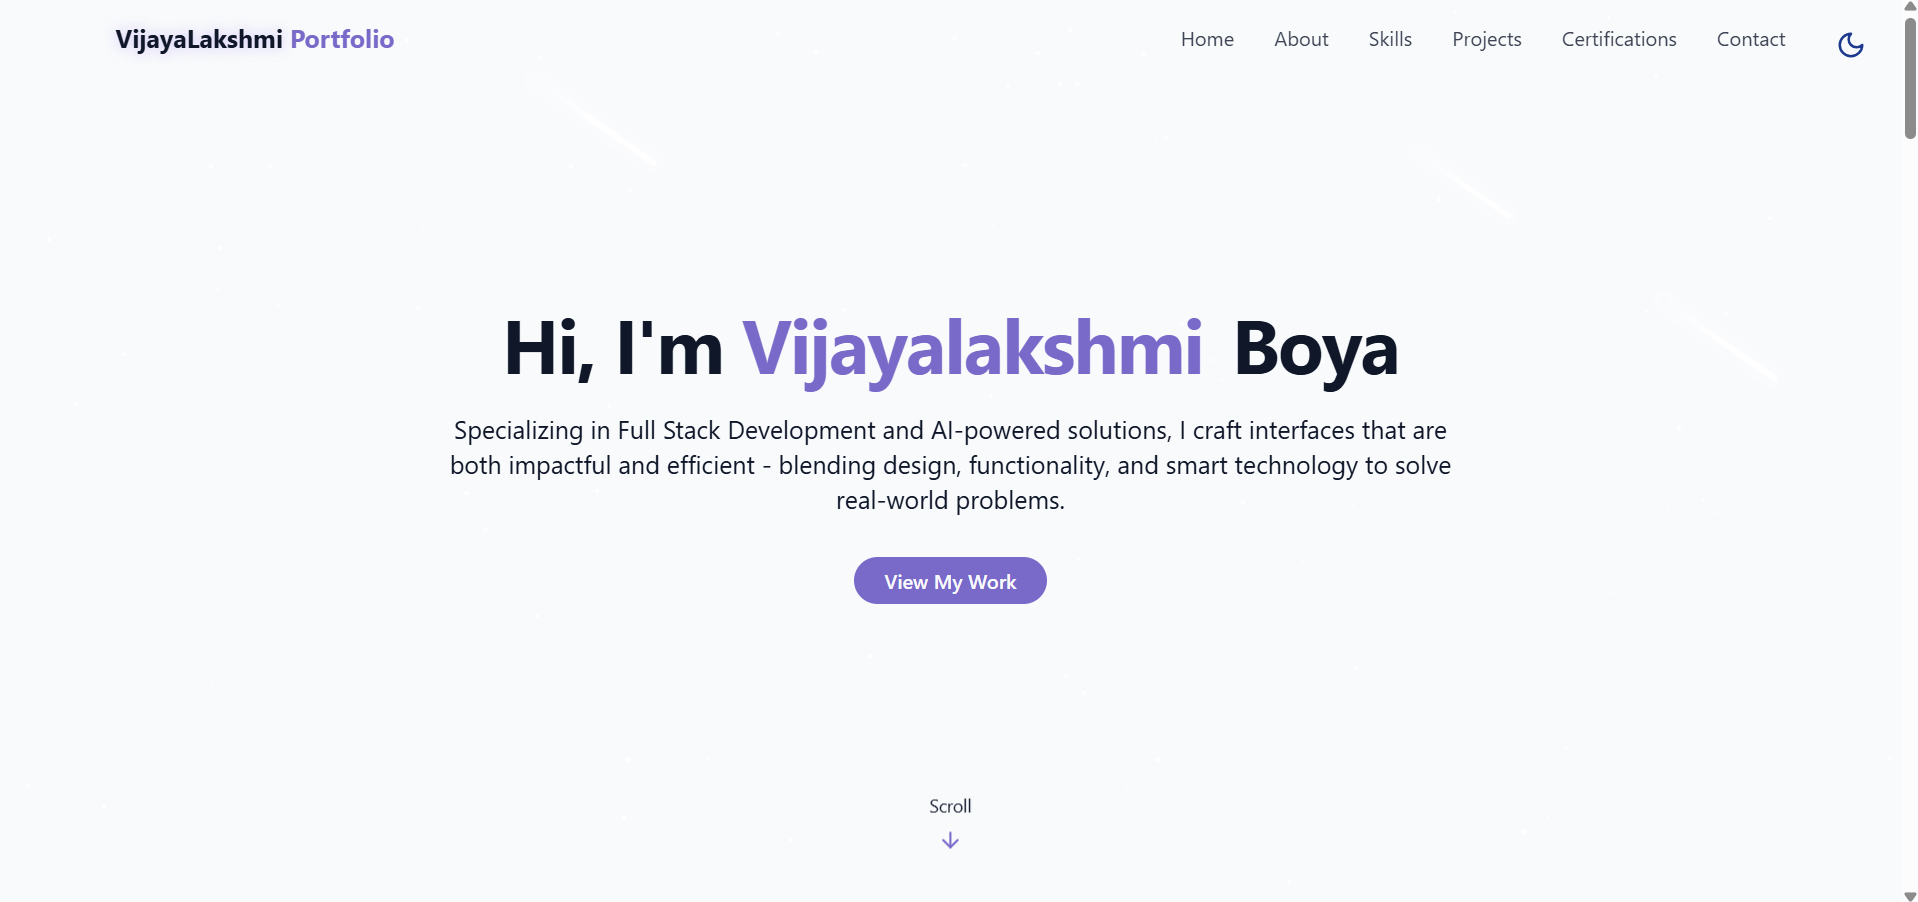 VijayaLakshmi Portfolio
Home About Skills Projects Certifications Contact
Hi, I'm Vijayalakshmi Boya
Specializing in Full Stack Development and AI-powered solutions, I craft interfaces that are
both impactful and efficient - blending design, functionality, and smart technology to solve
real-world problems.
View My Work
Scroll